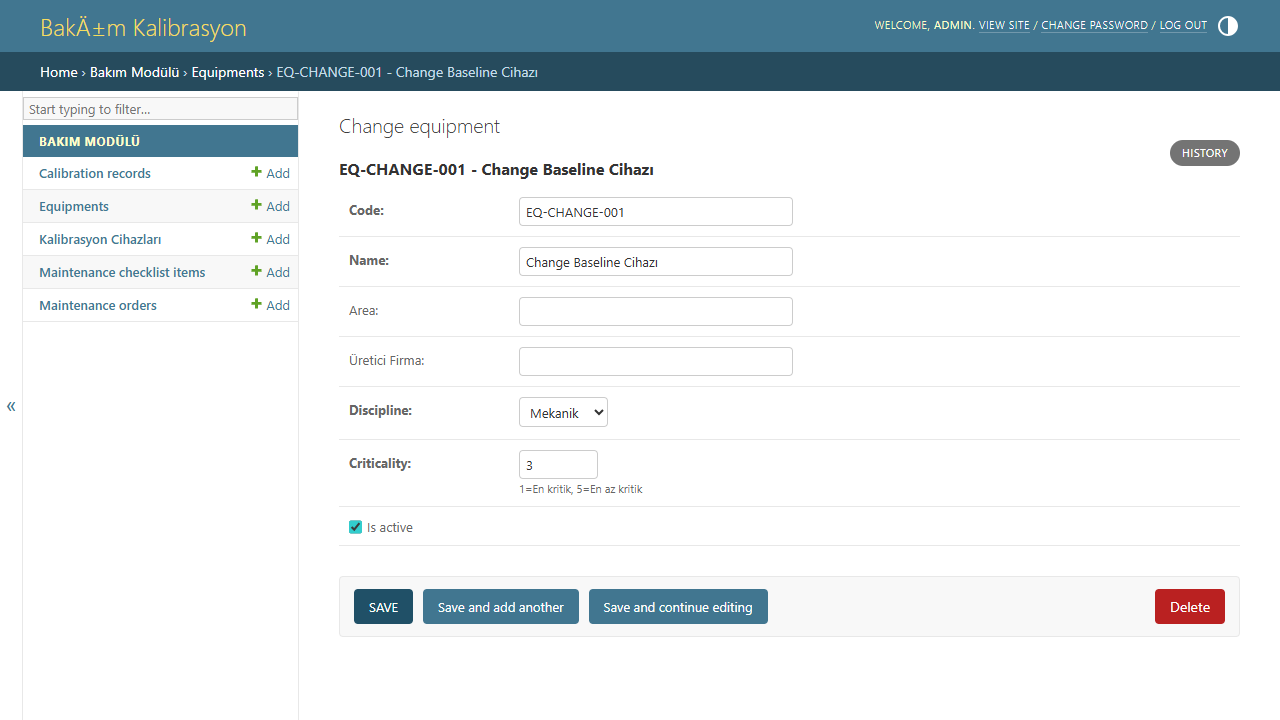 BakÄ±m Kalibrasyon
WELCOME, ADMIN. VIEW SITE / CHANGE PASSWORD / LOG OUT
Home › Bakım Modülü › Equipments › EQ-CHANGE-001 - Change Baseline Cihazı
Start typing to filter...
BAKIM MODÜLÜ
Calibration records + Add
Equipments + Add
Kalibrasyon Cihazları + Add
Maintenance checklist items + Add
Maintenance orders + Add
«
Change equipment
HISTORY
EQ-CHANGE-001 - Change Baseline Cihazı
Code: EQ-CHANGE-001
Name: Change Baseline Cihazı
Area:
Üretici Firma:
Discipline: Mekanik
Criticality: 3
1=En kritik, 5=En az kritik
Is active
SAVE Save and add another Save and continue editing Delete